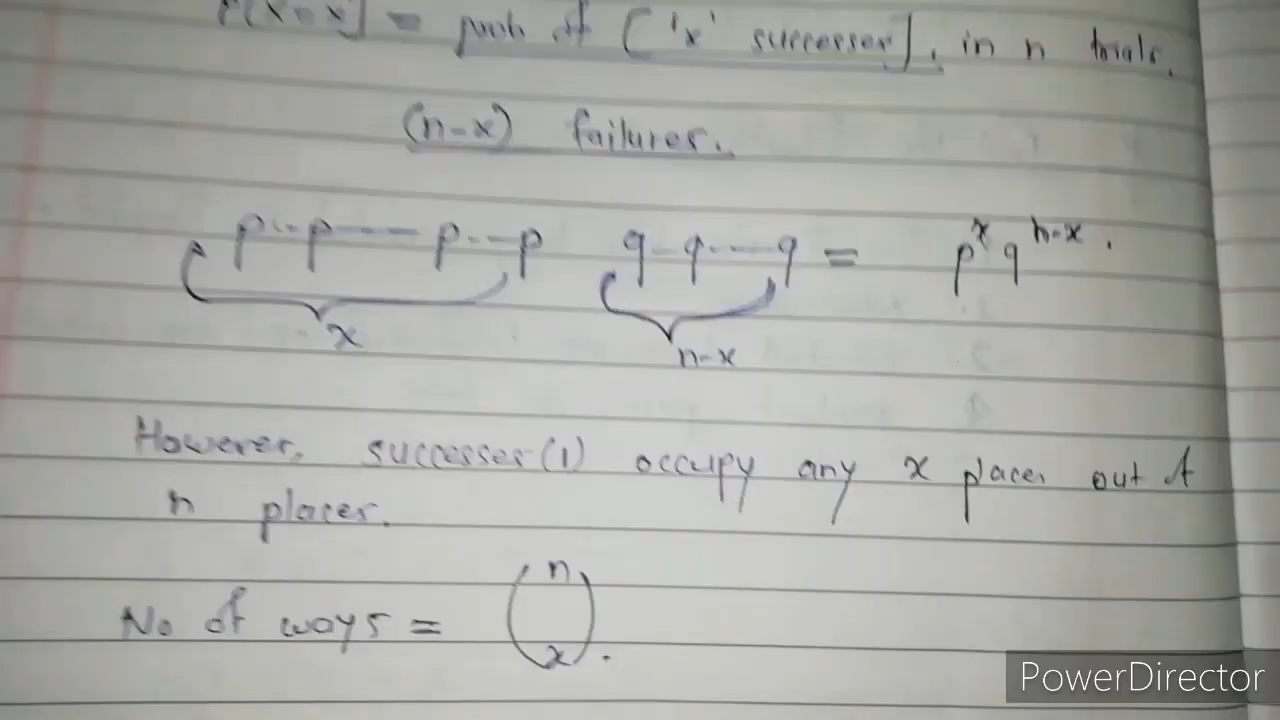 P[X=x] = prob of ['x' successes], in n trials.
(n-x) failures.
p--p----p--p q-q---q = p^x q^n-x.
x n-x
However, successes (1) occupy any x places out of
n places.
No of ways = (n
x).
PowerDirector